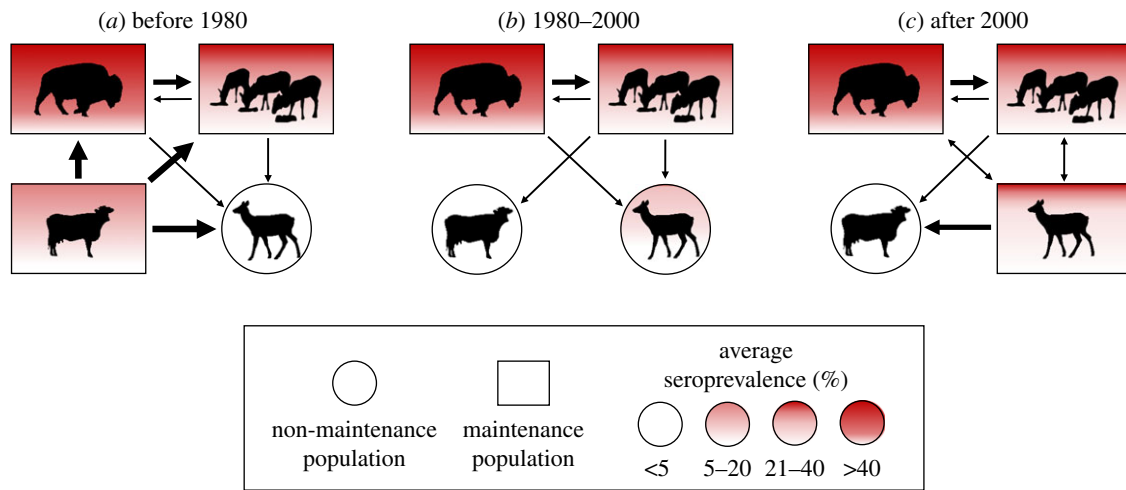 (a) before 1980
(b) 1980–2000
(c) after 2000
average
seroprevalence (%)
non-maintenance
population
maintenance
population
<5
5–20
21–40
>40